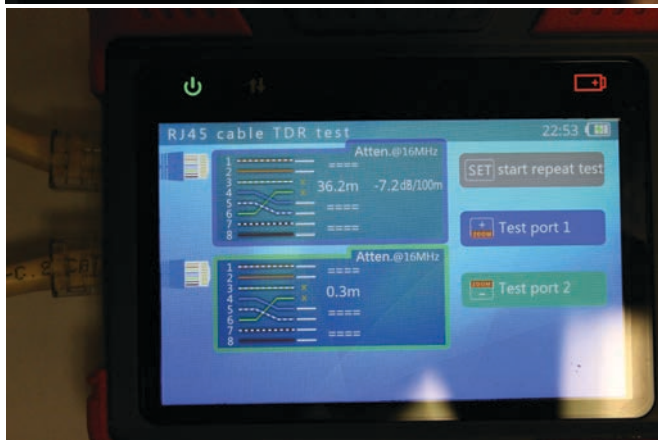 RJ45 cable TDR test
22:53
Atten.@16MHz
1
2
3
4
5
6
7
8
====
x
x
36.2m
-7.2dB/100m
====
====
SET start repeat test
+
ZOOM
Test port 1
Atten.@16MHz
1
2
3
4
5
6
7
8
====
x
x
0.3m
====
====
ZOOM
-
Test port 2